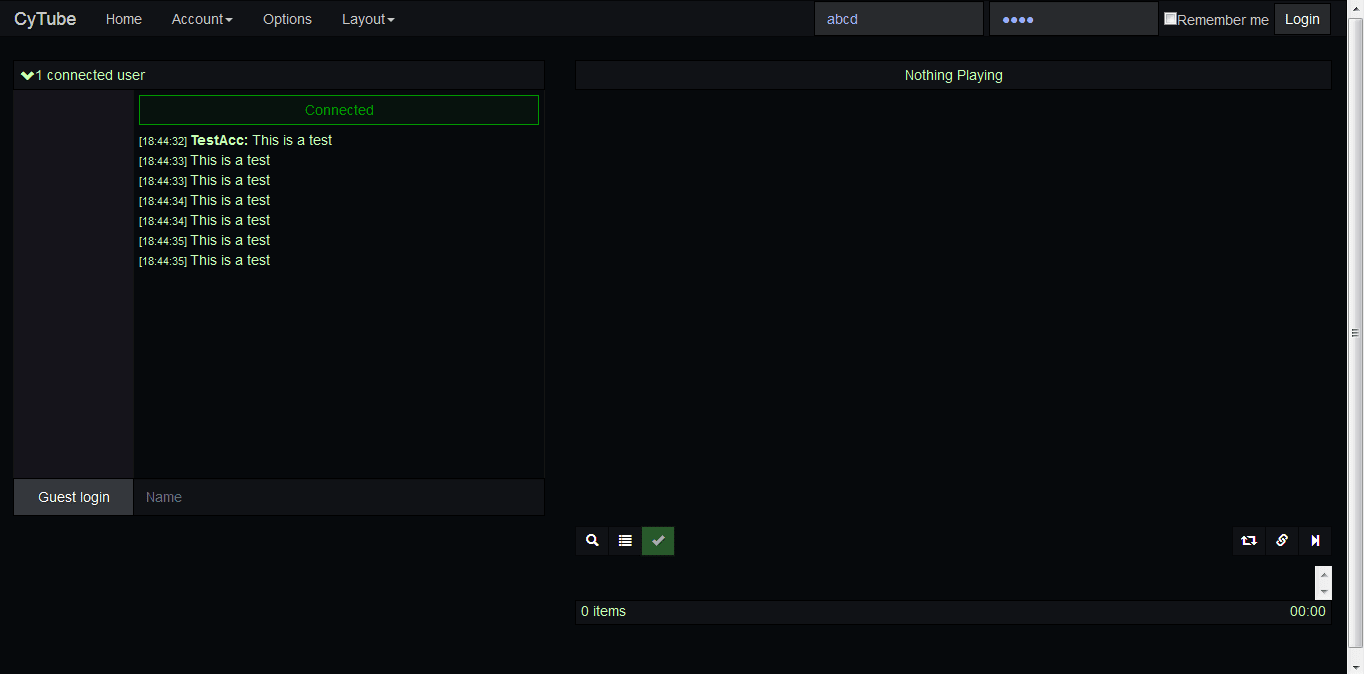 CyTube Home Account Options Layout abcd •••• Remember me Login
1 connected user
Nothing Playing
Connected
[18:44:32] TestAcc: This is a test
[18:44:33] This is a test
[18:44:33] This is a test
[18:44:34] This is a test
[18:44:34] This is a test
[18:44:35] This is a test
[18:44:35] This is a test
Guest login Name
0 items 00:00